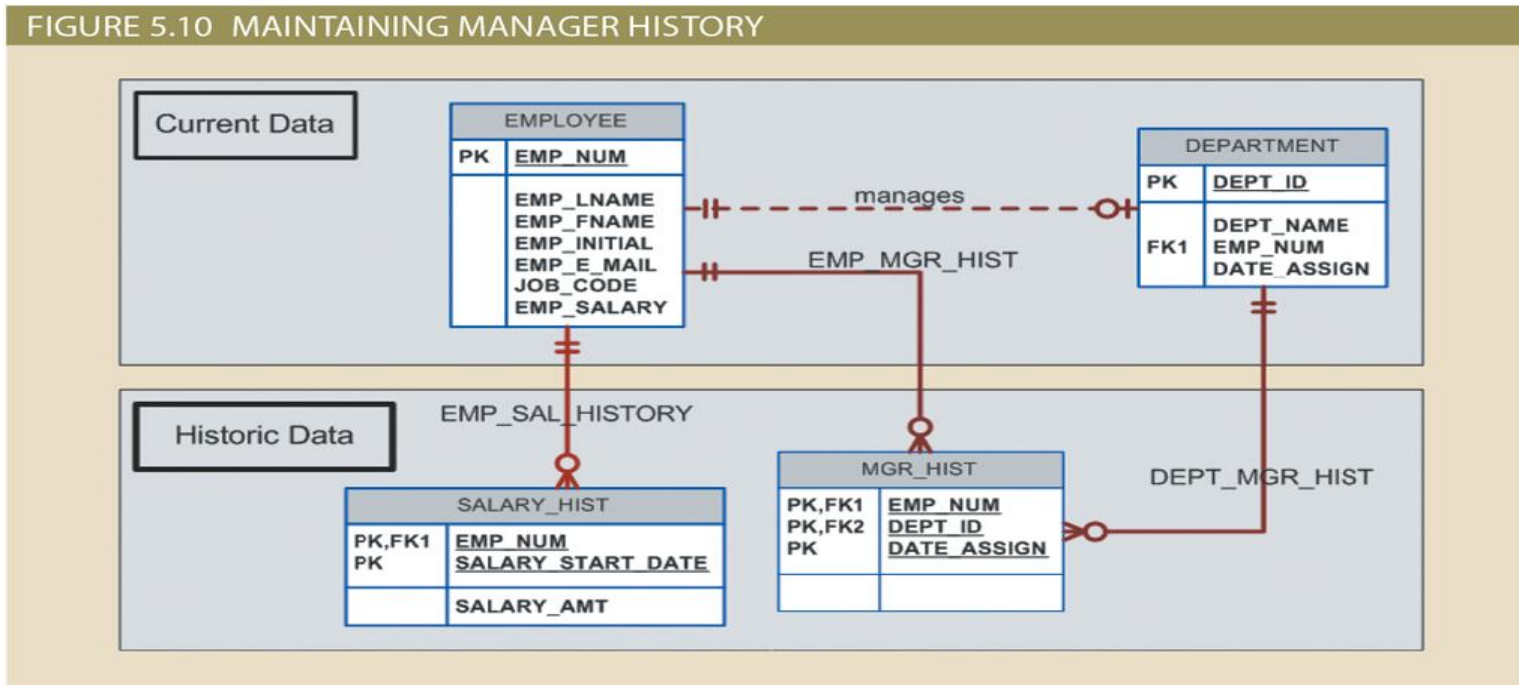 FIGURE 5.10 MAINTAINING MANAGER HISTORY
Current Data
EMPLOYEE
PK EMP_NUM
EMP_LNAME
EMP_FNAME
EMP_INITIAL
EMP_E_MAIL
JOB_CODE
EMP_SALARY
manages
EMP_MGR_HIST
DEPARTMENT
PK DEPT_ID
DEPT_NAME
FK1 EMP_NUM
DATE_ASSIGN
Historic Data
EMP_SAL_HISTORY
SALARY_HIST
PK,FK1 EMP_NUM
PK SALARY_START_DATE
SALARY_AMT
MGR_HIST
PK,FK1 EMP_NUM
PK,FK2 DEPT_ID
PK DATE_ASSIGN
DEPT_MGR_HIST